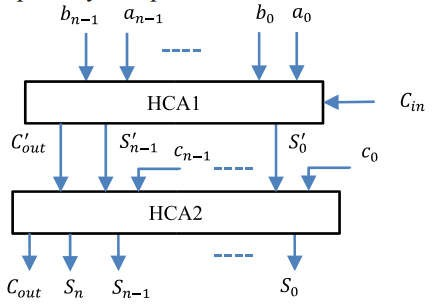 b_{n-1} a_{n-1} b_0 a_0
HCA1 C_{in}
C'_{out} S'_{n-1} c_{n-1} S'_0 c_0
HCA2
C_{out} S_n S_{n-1} S_0